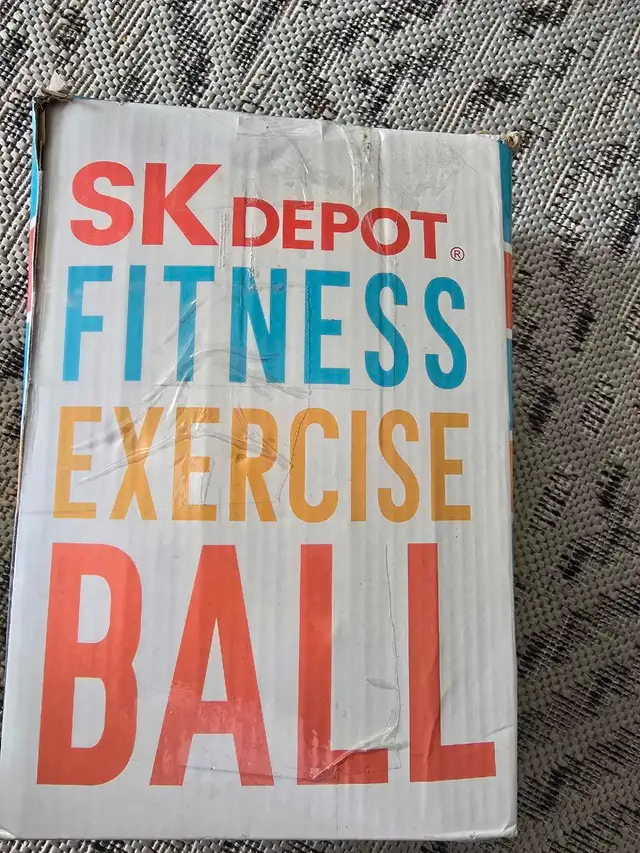 SK DEPOT®
FITNESS
EXERCISE
BALL